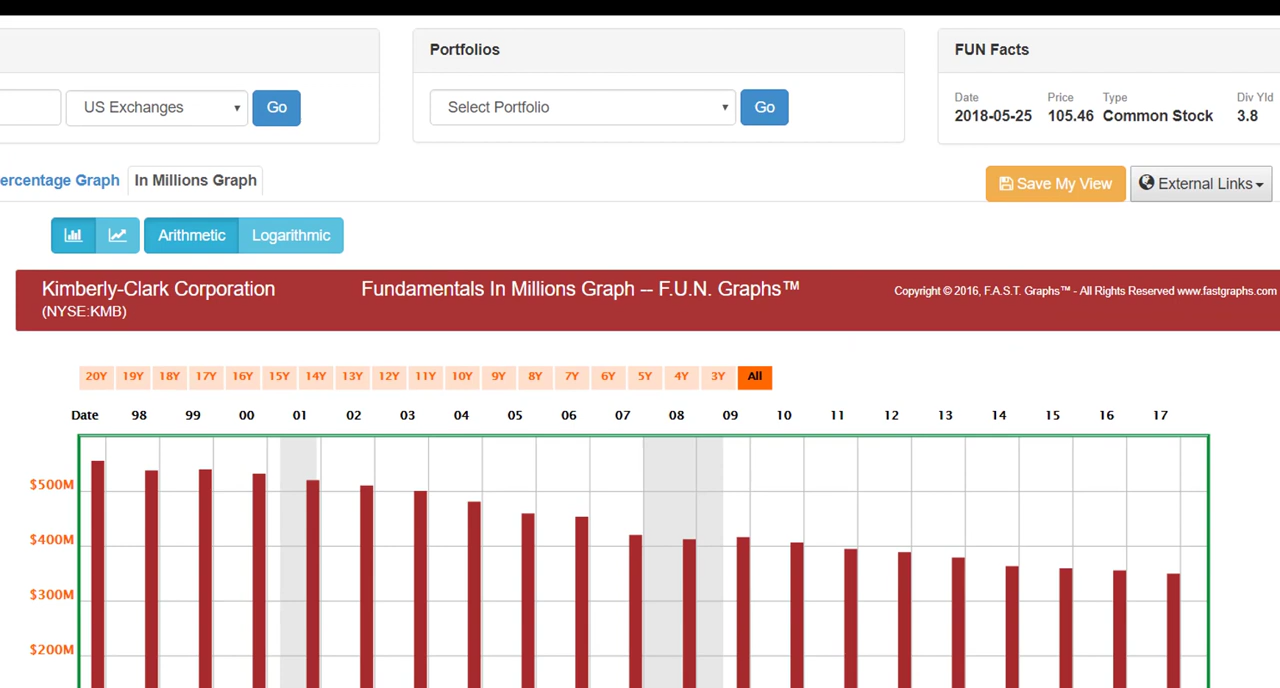 Portfolios
FUN Facts
US Exchanges
Go
Select Portfolio
Go
Date Price Type Div Yld
2018-05-25 105.46 Common Stock 3.8
ercentage Graph
In Millions Graph
Save My View
External Links
Arithmetic
Logarithmic
Kimberly-Clark Corporation
(NYSE:KMB)
Fundamentals In Millions Graph -- F.U.N. Graphs™
Copyright © 2016, F.A.S.T. Graphs™ - All Rights Reserved www.fastgraphs.com
20Y 19Y 18Y 17Y 16Y 15Y 14Y 13Y 12Y 11Y 10Y 9Y 8Y 7Y 6Y 5Y 4Y 3Y All
Date 98 99 00 01 02 03 04 05 06 07 08 09 10 11 12 13 14 15 16 17
$500M
$400M
$300M
$200M